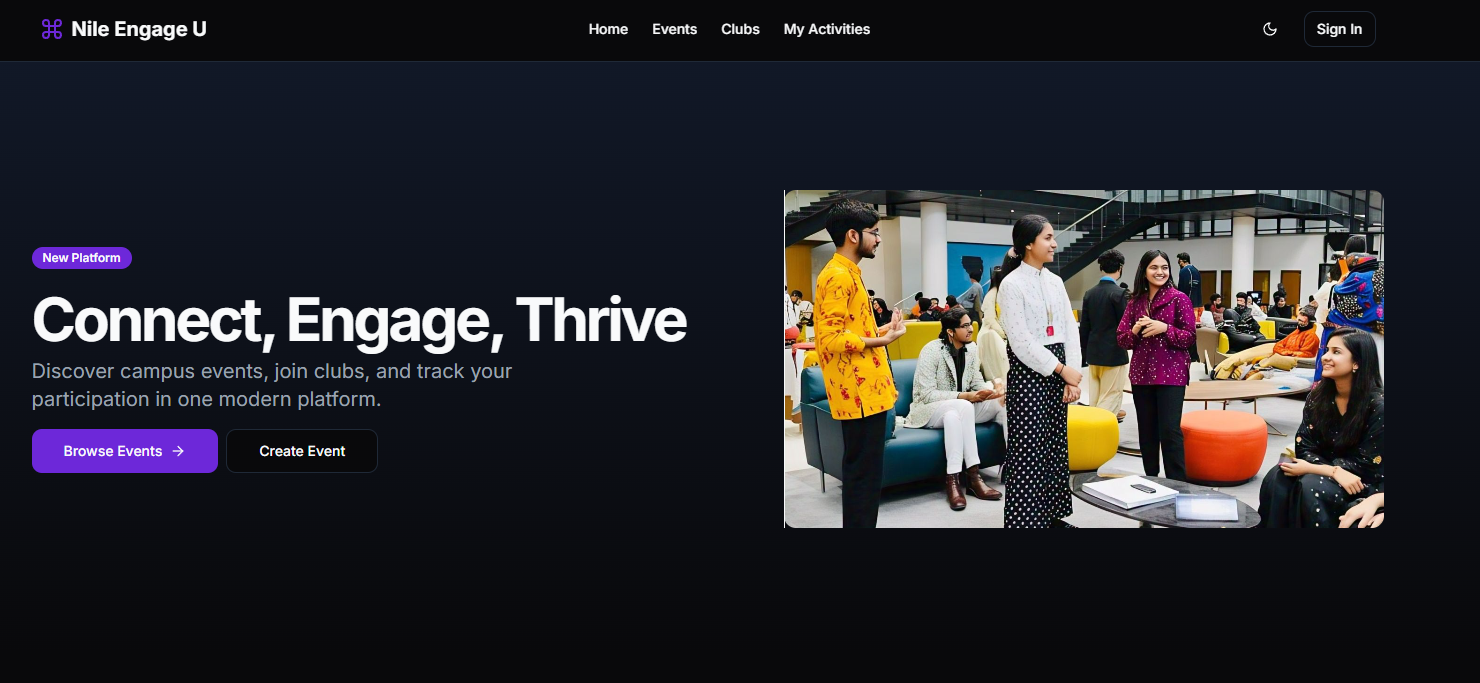 Nile Engage U
Home
Events
Clubs
My Activities
Sign In
New Platform
Connect, Engage, Thrive
Discover campus events, join clubs, and track your
participation in one modern platform.
Browse Events →
Create Event